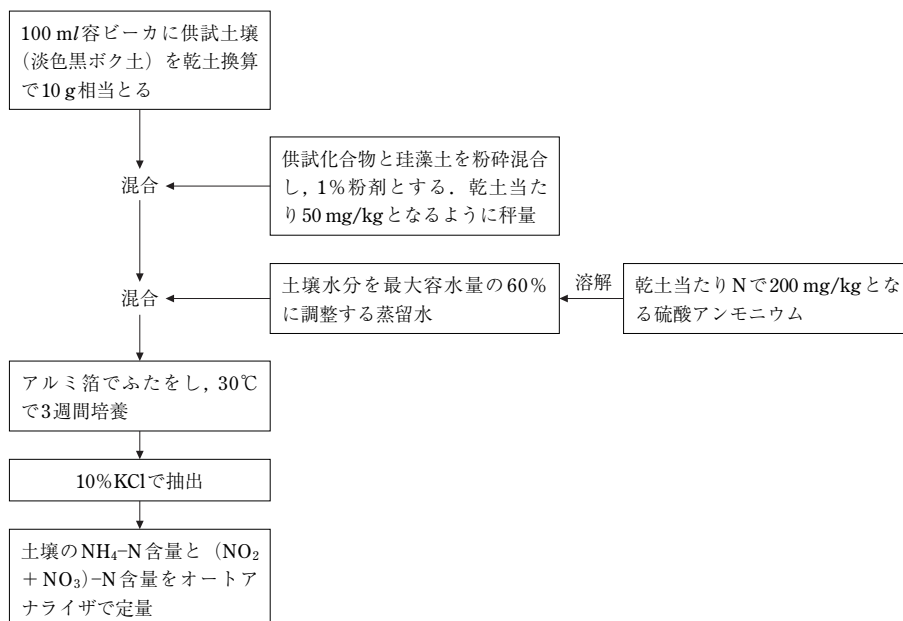 100 ml容ビーカに供試土壌
(淡色黒ボク土)を乾土換算
で10 g相当とる
混合
供試化合物と珪藻土を粉砕混合
し,1%粉剤とする.乾土当た
り50 mg/kgとなるように秤量
混合
土壌水分を最大容水量の60%
に調整する蒸留水
溶解
乾土当たりNで200 mg/kgとな
る硫酸アンモニウム
アルミ箔でふたをし,30℃
で3週間培養
10%KClで抽出
土壌のNH₄-N含量と(NO₂
+NO₃)-N含量をオートア
ナライザで定量